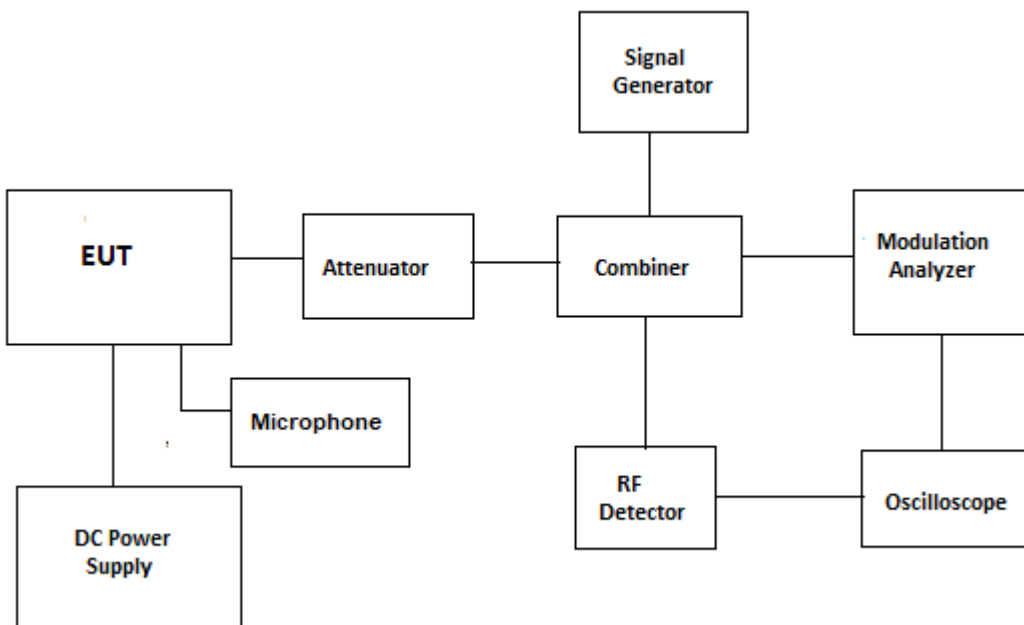 Signal
Generator
EUT
Attenuator
Combiner
Modulation
Analyzer
Microphone
RF
Detector
Oscilloscope
DC Power
Supply